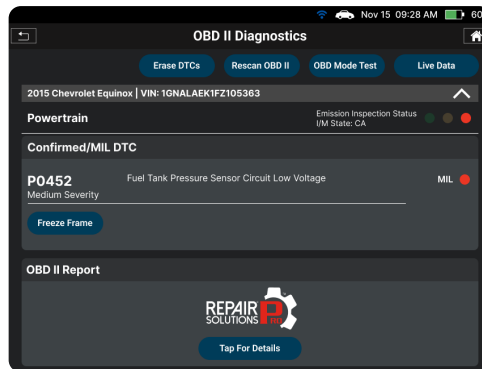 Nov 15 09:28 AM 60
OBD II Diagnostics
Erase DTCs Rescan OBD II OBD Mode Test Live Data
2015 Chevrolet Equinox | VIN: 1GNALAEK1FZ105363
Powertrain
Emission Inspection Status
I/M State: CA
Confirmed/MIL DTC
P0452
Medium Severity
Fuel Tank Pressure Sensor Circuit Low Voltage
MIL
Freeze Frame
OBD II Report
REPAIR
SOLUTIONS PRO
Tap For Details